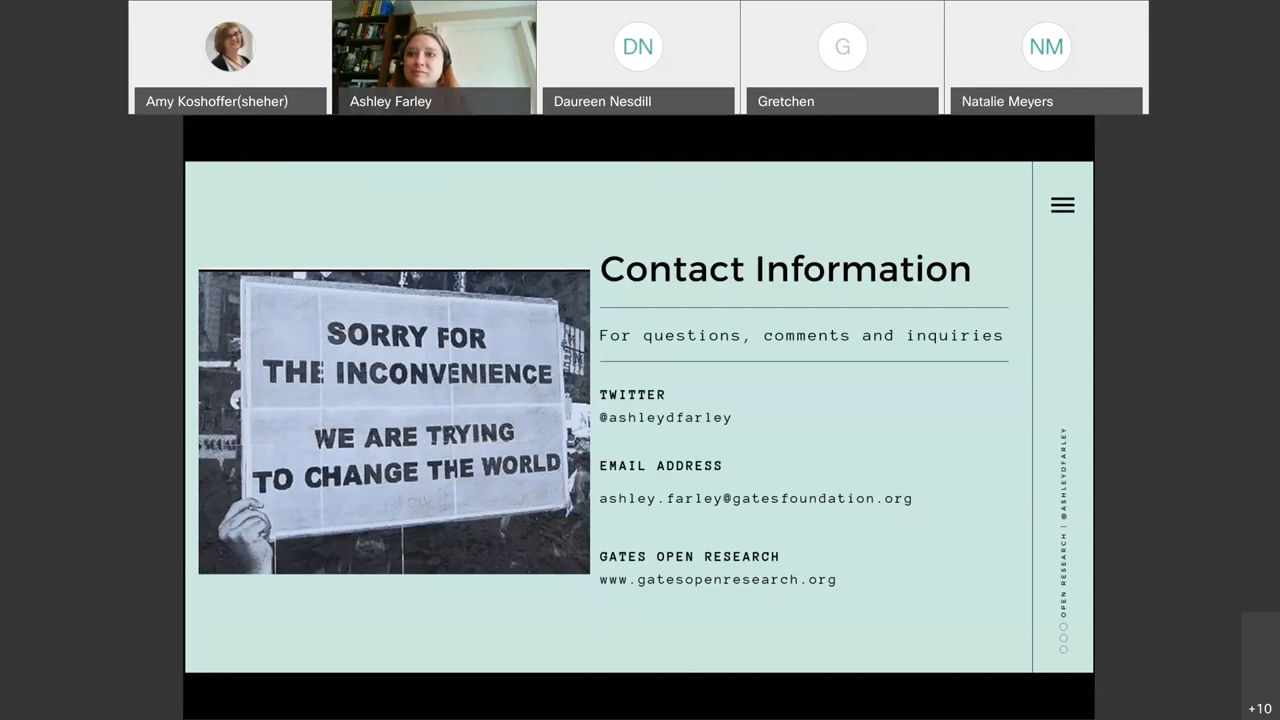 DN
G
NM
Amy Koshoffer(sheher)
Ashley Farley
Daureen Nesdill
Gretchen
Natalie Meyers
SORRY FOR
THE INCONVENIENCE
WE ARE TRYING
TO CHANGE THE WORLD
Contact Information
For questions, comments and inquiries
TWITTER
@ashleydfarley
EMAIL ADDRESS
ashley.farley@gatesfoundation.org
GATES OPEN RESEARCH
www.gatesopenresearch.org
OPEN RESEARCH | @ASHLEYDFARLEY
+10